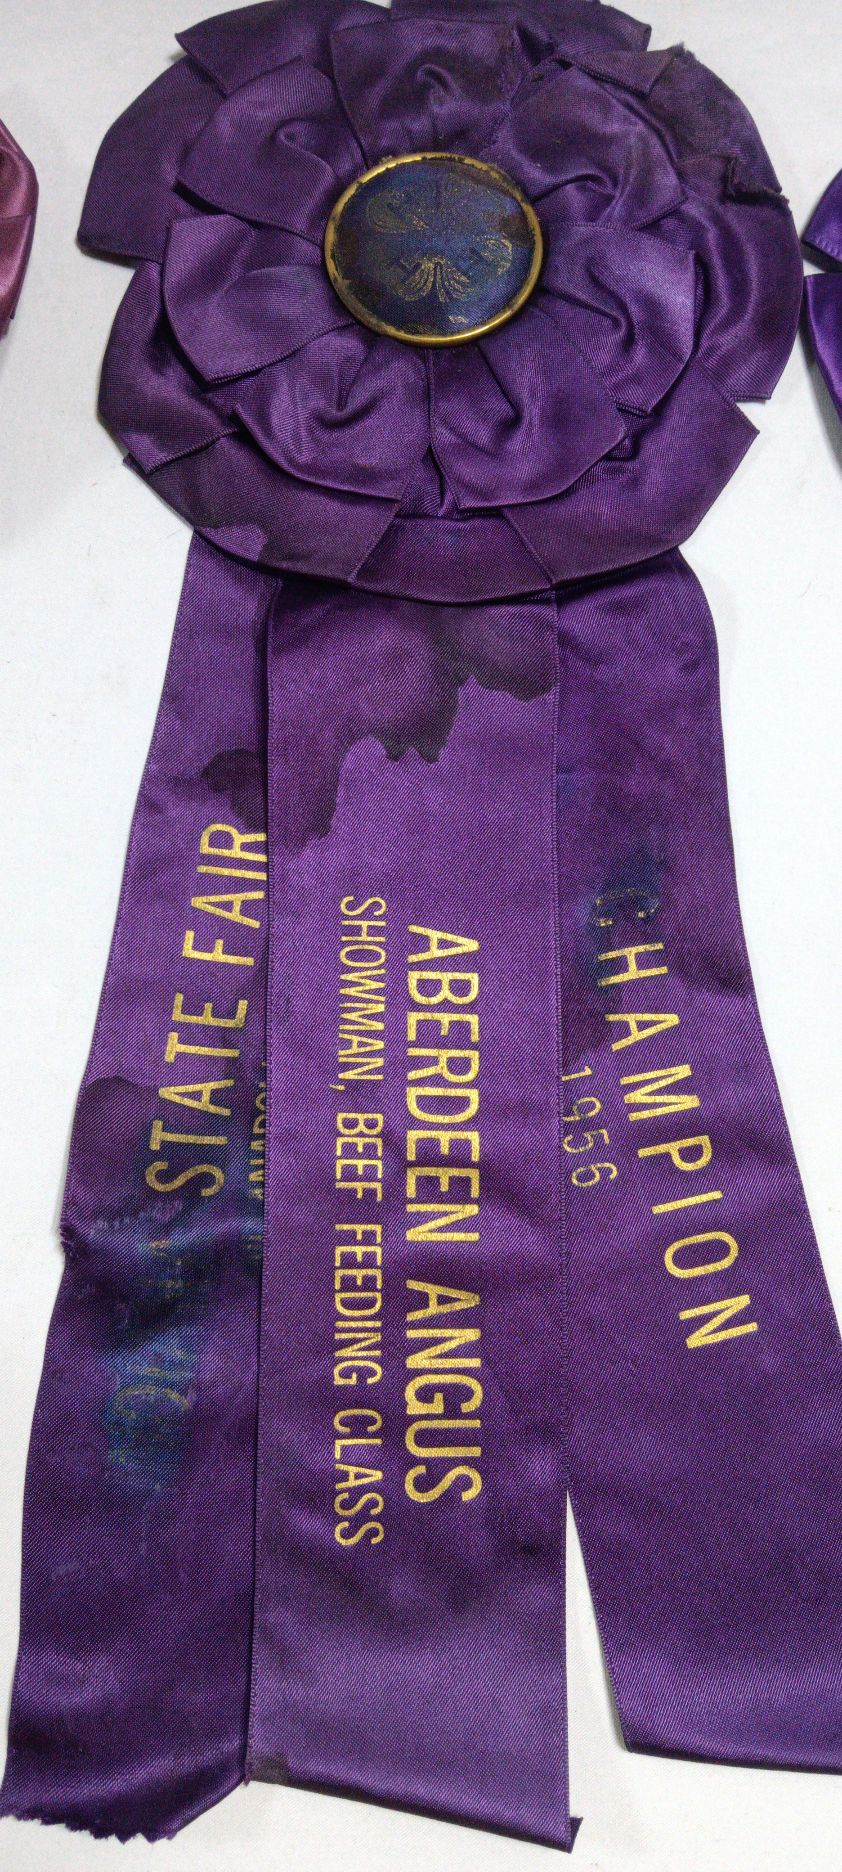 STATE FAIR
ABERDEEN ANGUS
SHOWMAN, BEEF FEEDING CLASS
CHAMPION
1956